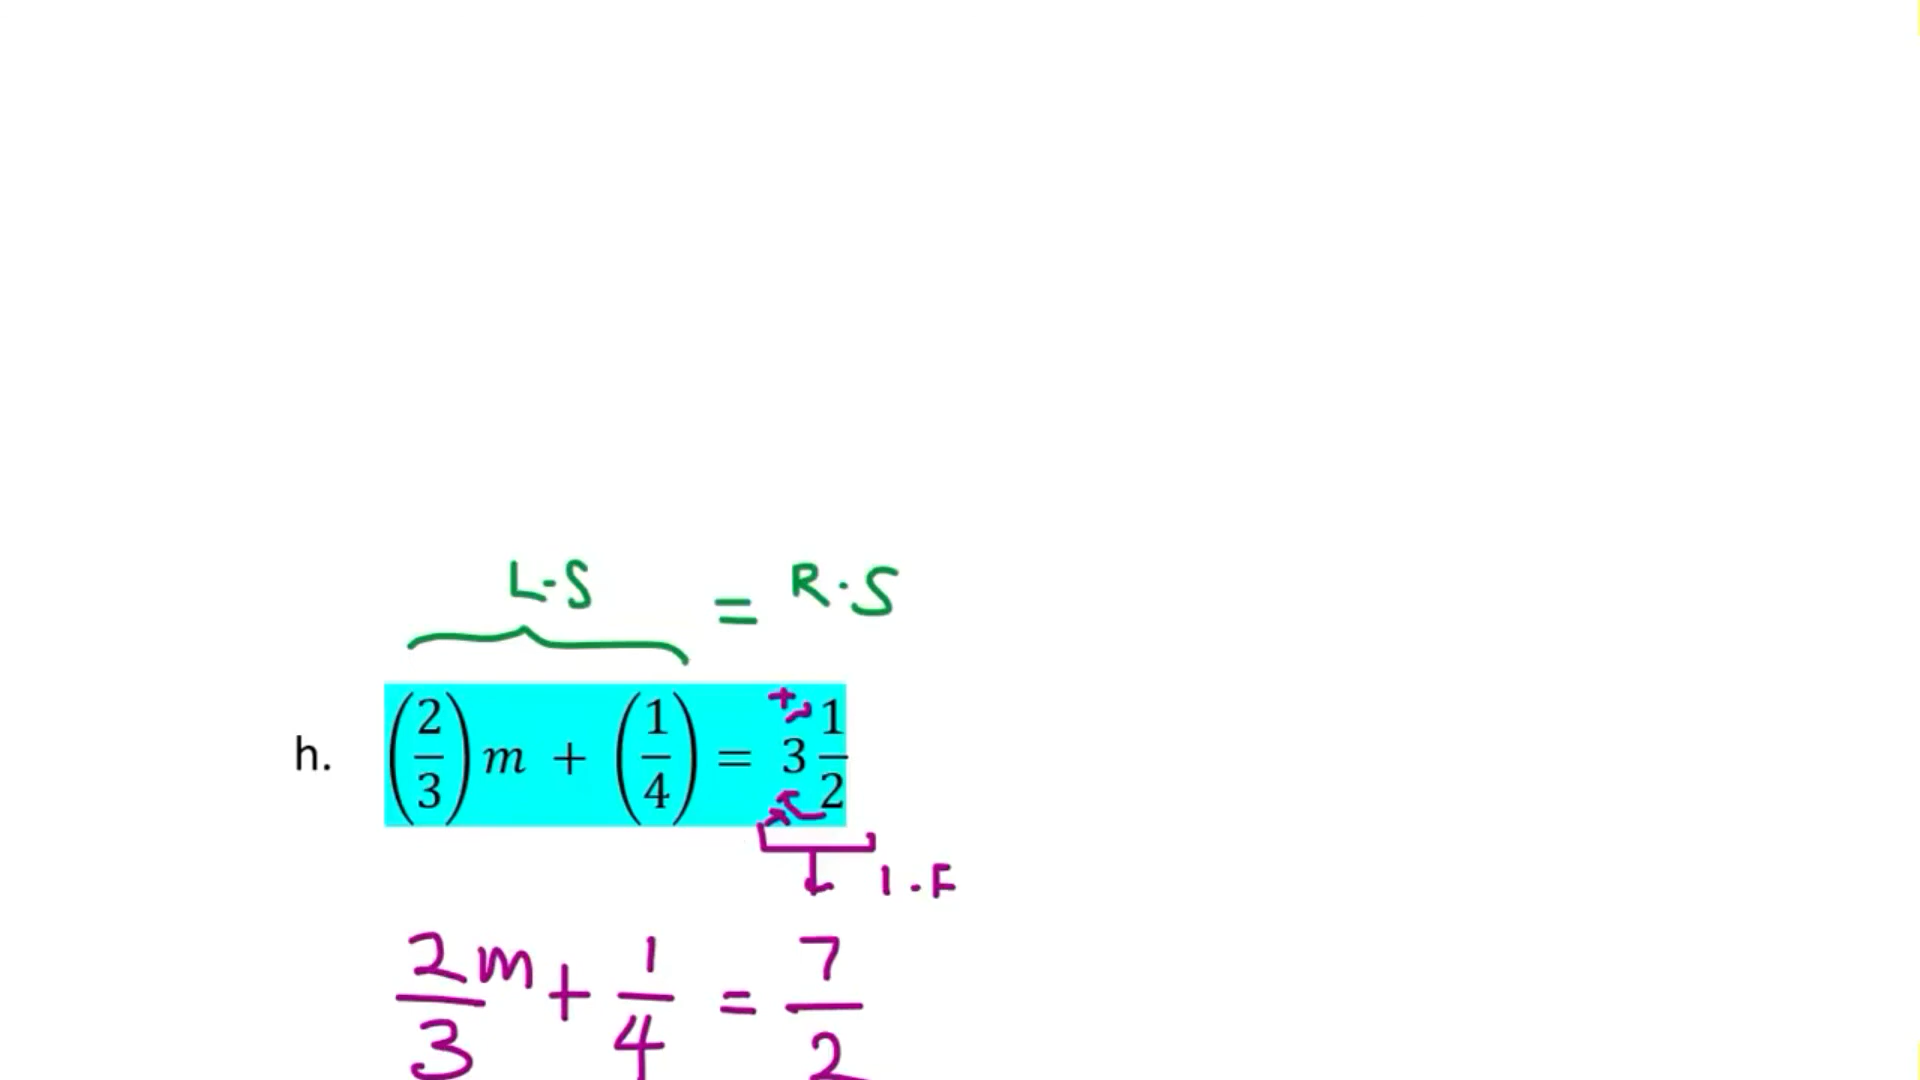 L-S = R.S
h. (2/3) m + (1/4) = 3 1/2
+
x
I.F
2m/3 + 1/4 = 7/2